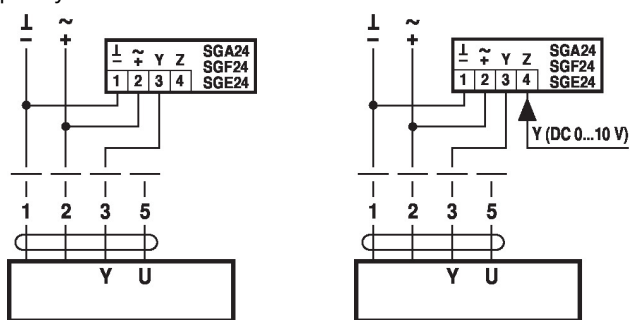 ⊥ ~
– +
⊥ ~ Y Z SGA24
– + SGF24
1 2 3 4 SGE24
1 2 3 5
Y U
⊥ ~
– +
⊥ ~ Y Z SGA24
– + SGF24
1 2 3 4 SGE24
Y (DC 0...10 V)
1 2 3 5
Y U